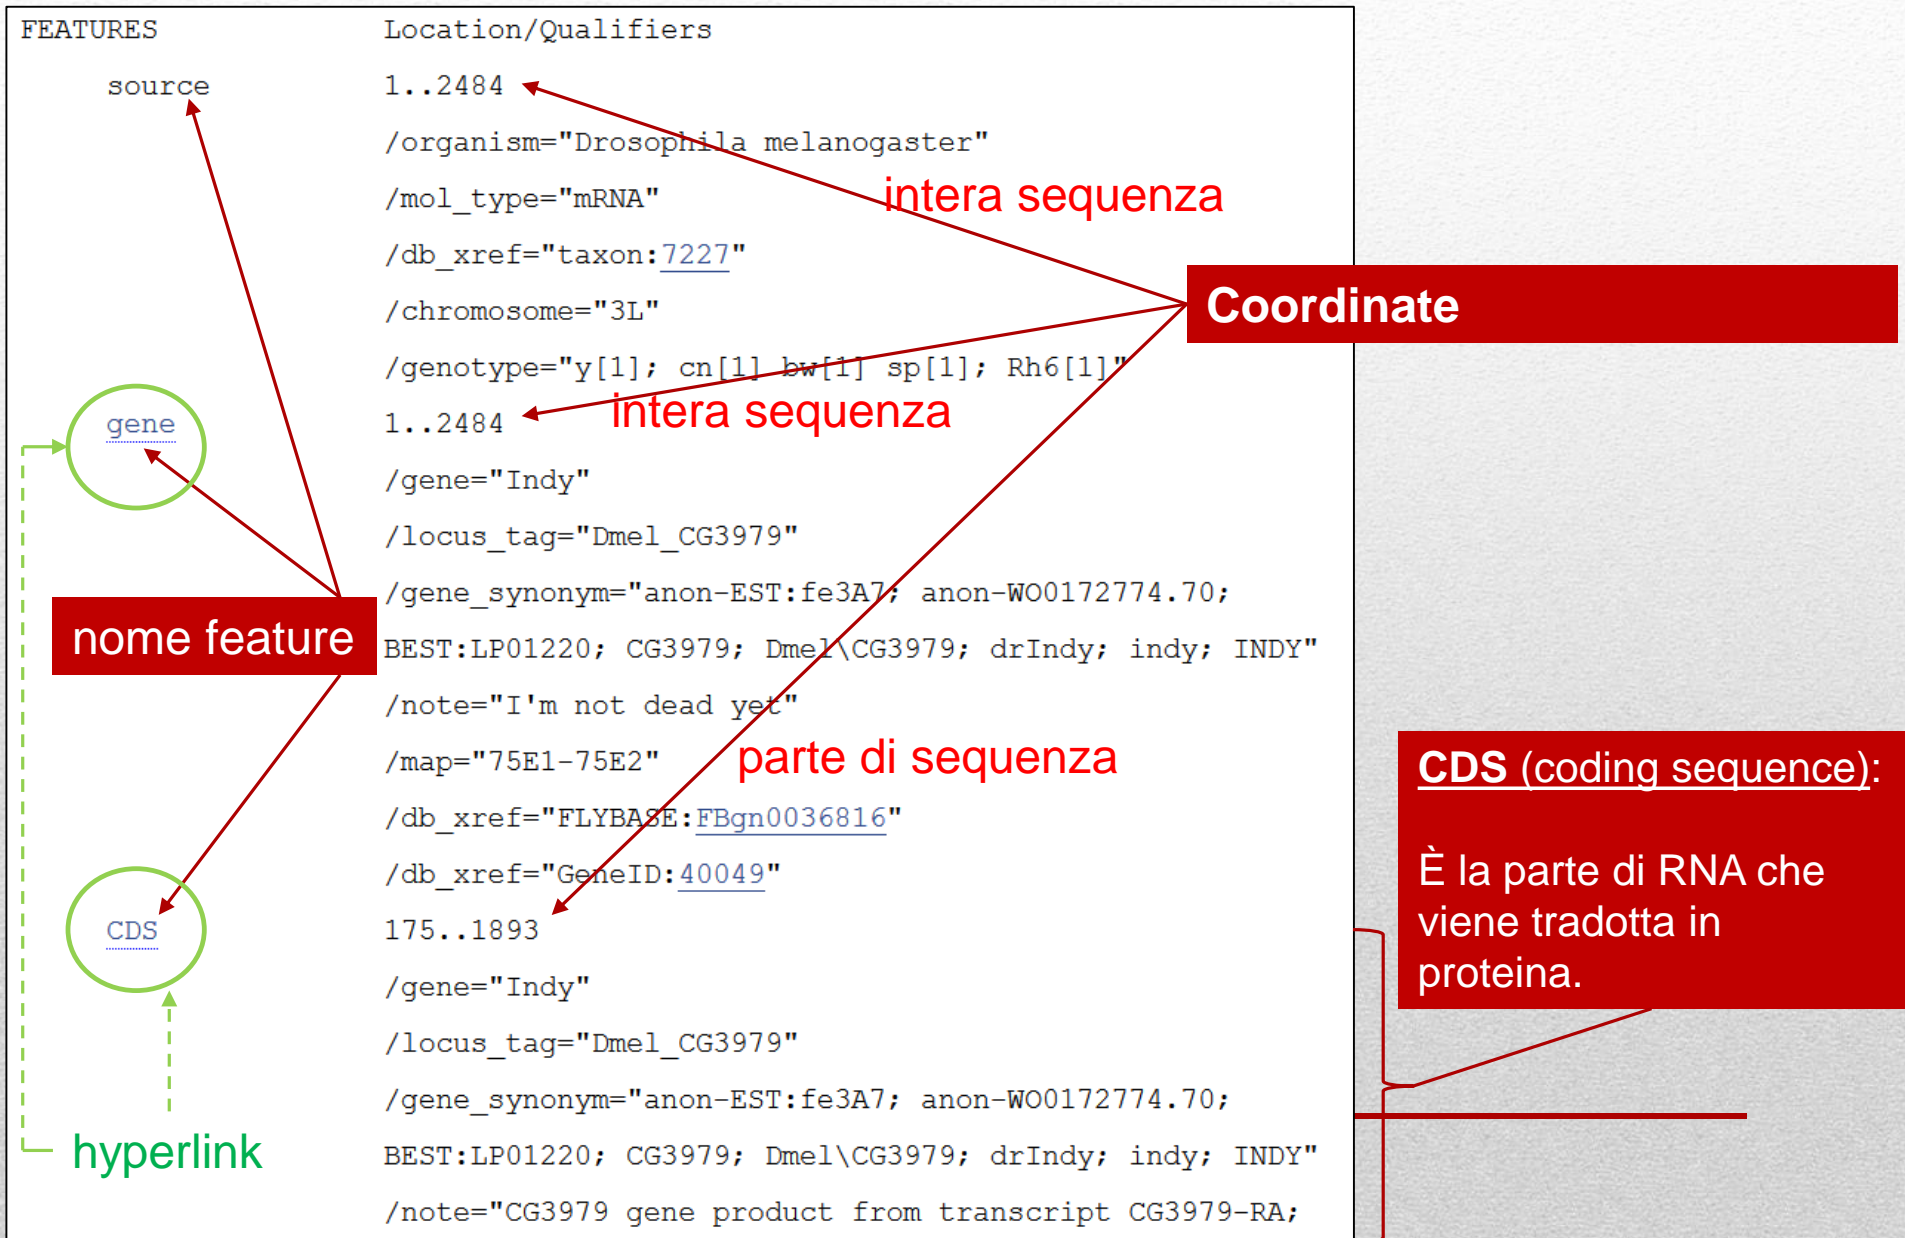 FEATURES Location/Qualifiers
source 1..2484
/organism="Drosophila melanogaster"
/mol_type="mRNA"
intera sequenza
/db_xref="taxon:7227"
/chromosome="3L"
Coordinate
/genotype="y[1]; cn[1] bw[1] sp[1]; Rh6[1]"
gene 1..2484
intera sequenza
/gene="Indy"
/locus_tag="Dmel_CG3979"
/gene_synonym="anon-EST:fe3A7; anon-WO0172774.70;
nome feature
BEST:LP01220; CG3979; Dmel\CG3979; drIndy; indy; INDY"
/note="I'm not dead yet"
/map="75E1-75E2"
parte di sequenza
/db_xref="FLYBASE:FBgn0036816"
/db_xref="GeneID:40049"
CDS 175..1893
/gene="Indy"
/locus_tag="Dmel_CG3979"
/gene_synonym="anon-EST:fe3A7; anon-WO0172774.70;
hyperlink
BEST:LP01220; CG3979; Dmel\CG3979; drIndy; indy; INDY"
/note="CG3979 gene product from transcript CG3979-RA;
CDS (coding sequence):
È la parte di RNA che
viene tradotta in
proteina.